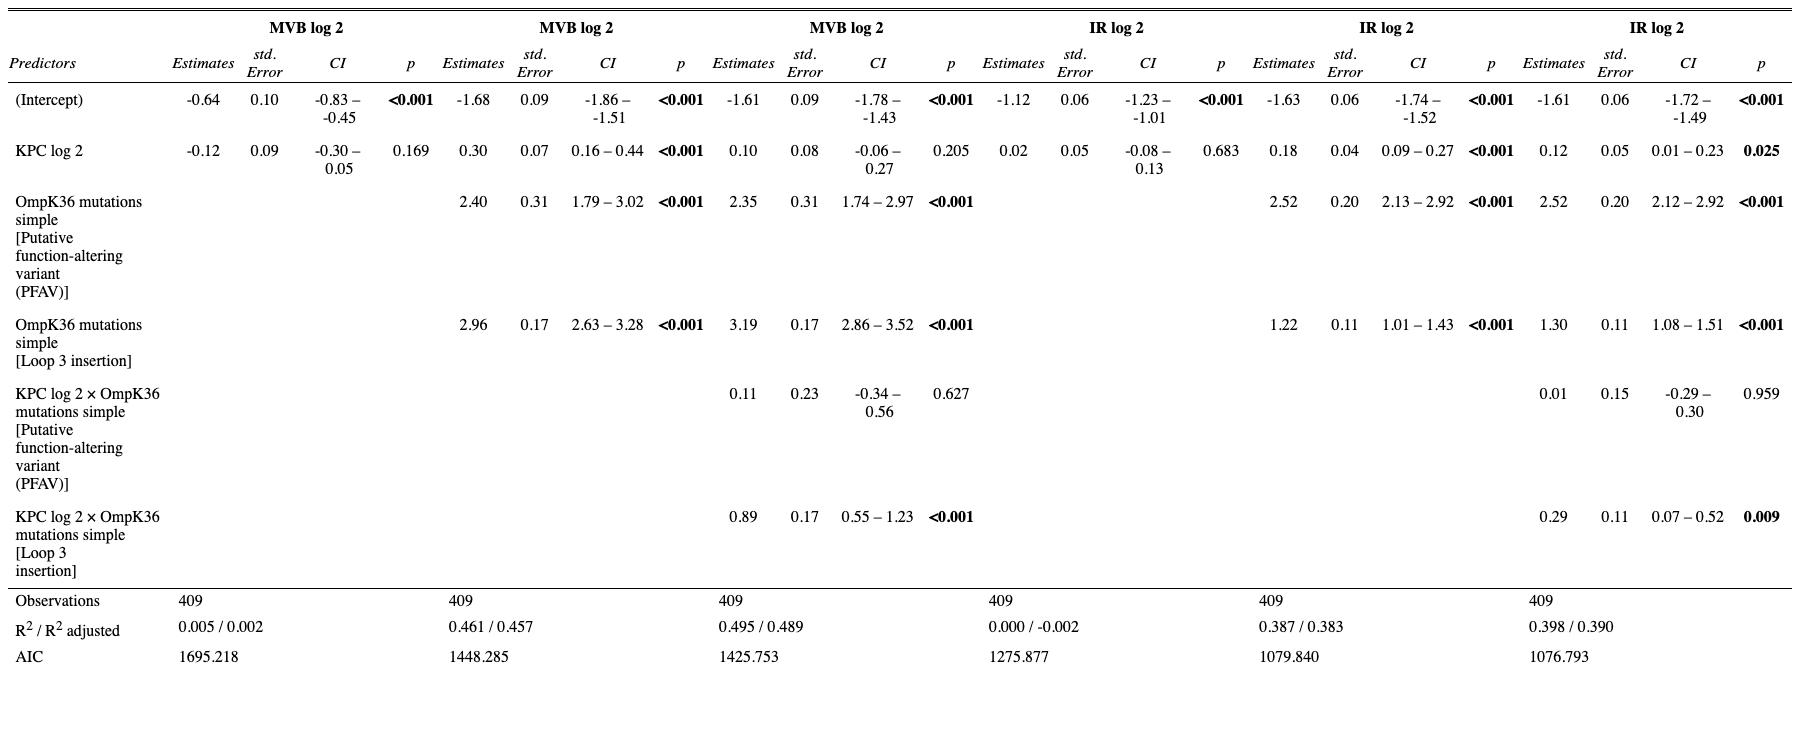 MVB log 2 MVB log 2 MVB log 2 IR log 2 IR log 2 IR log 2
Predictors Estimates std. Error CI p Estimates std. Error CI p Estimates std. Error CI p Estimates std. Error CI p Estimates std. Error CI p Estimates std. Error CI p
(Intercept) -0.64 0.10 -0.83 – -0.45 <0.001 -1.68 0.09 -1.86 – -1.51 <0.001 -1.61 0.09 -1.78 – -1.43 <0.001 -1.12 0.06 -1.23 – -1.01 <0.001 -1.63 0.06 -1.74 – -1.52 <0.001 -1.61 0.06 -1.72 – -1.49 <0.001
KPC log 2 -0.12 0.09 -0.30 – 0.05 0.169 0.30 0.07 0.16 – 0.44 <0.001 0.10 0.08 -0.06 – 0.27 0.205 0.02 0.05 -0.08 – 0.13 0.683 0.18 0.04 0.09 – 0.27 <0.001 0.12 0.05 0.01 – 0.23 0.025
OmpK36 mutations 2.40 0.31 1.79 – 3.02 <0.001 2.35 0.31 1.74 – 2.97 <0.001 2.52 0.20 2.13 – 2.92 <0.001 2.52 0.20 2.12 – 2.92 <0.001
simple
[Putative
function-altering
variant
(PFAV)]
OmpK36 mutations 2.96 0.17 2.63 – 3.28 <0.001 3.19 0.17 2.86 – 3.52 <0.001 1.22 0.11 1.01 – 1.43 <0.001 1.30 0.11 1.08 – 1.51 <0.001
simple
[Loop 3 insertion]
KPC log 2 × OmpK36 0.11 0.23 -0.34 – 0.56 0.627 0.01 0.15 -0.29 – 0.30 0.959
mutations simple
[Putative
function-altering
variant
(PFAV)]
KPC log 2 × OmpK36 0.89 0.17 0.55 – 1.23 <0.001 0.29 0.11 0.07 – 0.52 0.009
mutations simple
[Loop 3
insertion]
Observations 409 409 409 409 409 409
R2 / R2 adjusted 0.005 / 0.002 0.461 / 0.457 0.495 / 0.489 0.000 / -0.002 0.387 / 0.383 0.398 / 0.390
AIC 1695.218 1448.285 1425.753 1275.877 1079.840 1076.793